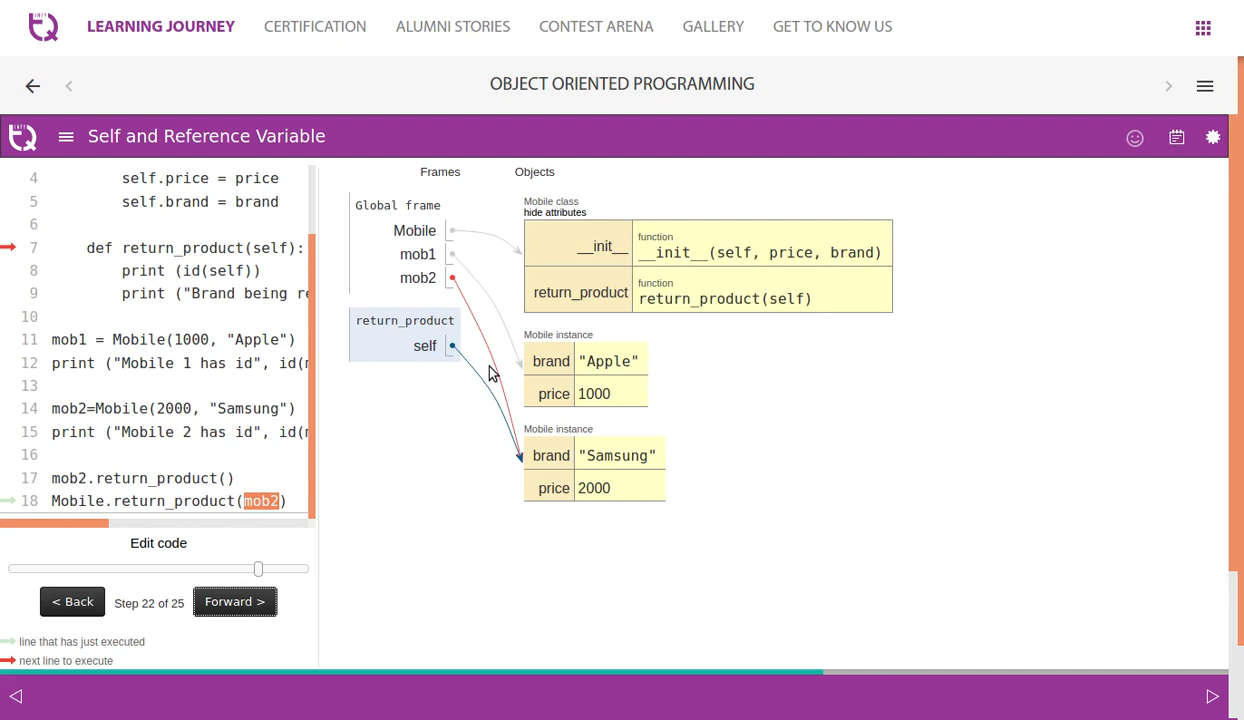 LEARNING JOURNEY CERTIFICATION ALUMNI STORIES CONTEST ARENA GALLERY GET TO KNOW US
OBJECT ORIENTED PROGRAMMING
Self and Reference Variable
4 self.price = price
5 self.brand = brand
6
7 def return_product(self):
8 print (id(self))
9 print ("Brand being
10
11 mob1 = Mobile(1000, "Apple")
12 print ("Mobile 1 has id", id(
13
14 mob2=Mobile(2000, "Samsung")
15 print ("Mobile 2 has id", id(
16
17 mob2.return_product()
18 Mobile.return_product(mob2)
Edit code
< Back Step 22 of 25 Forward >
line that has just executed
next line to execute
Frames Objects
Global frame
Mobile
mob1
mob2
return_product
self
Mobile class
hide attributes
__init__ function
__init__(self, price, brand)
return_product function
return_product(self)
Mobile instance
brand "Apple"
price 1000
Mobile instance
brand "Samsung"
price 2000